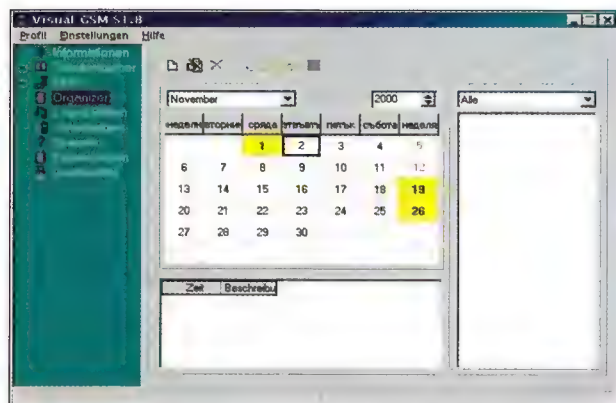 Visual GSM S1.8
Profil Einstellungen Hilfe
Informationen
Organizer
November 2000 Alle
неделя вторник сряда четвърть петък събота неделя
1 2 3 4 5
6 7 8 9 10 11 12
13 14 15 16 17 18 19
20 21 22 23 24 25 26
27 28 29 30
Zeit Beschreibu